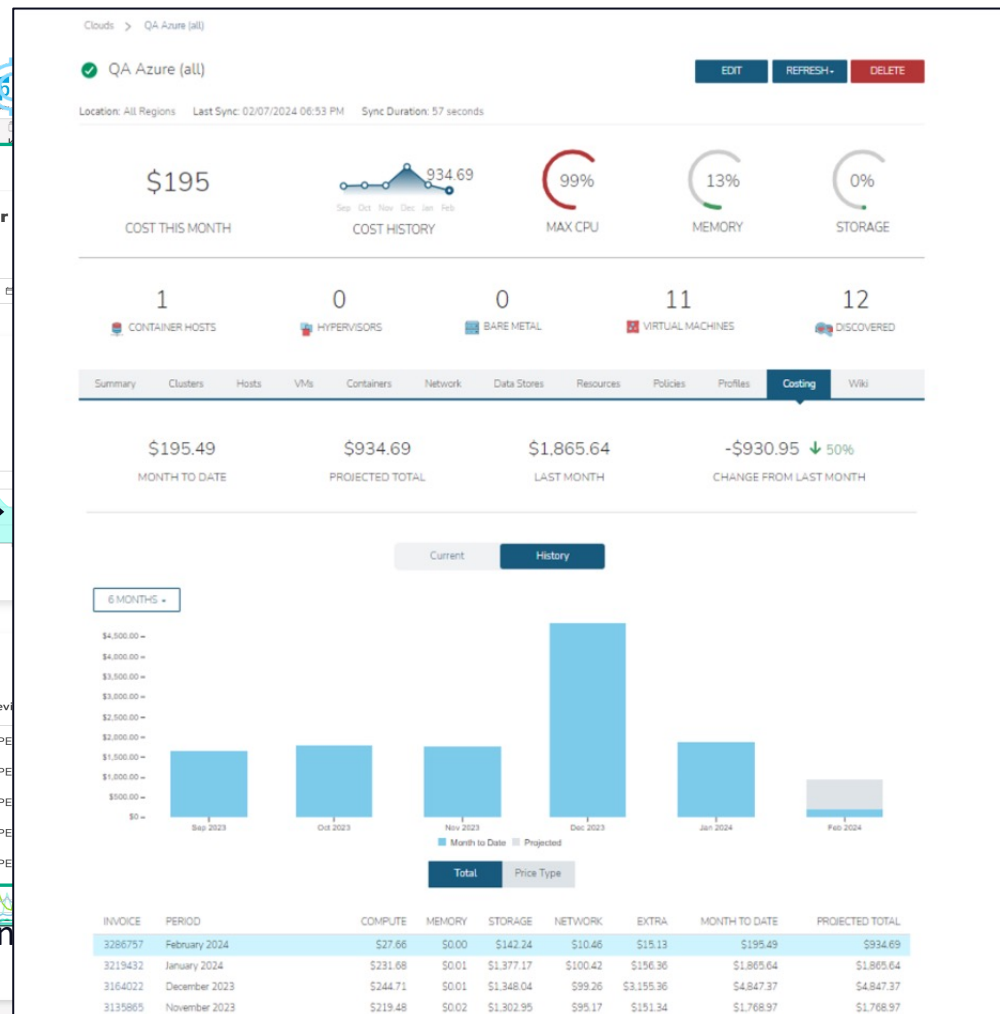 Clouds > QA Azure (all)
QA Azure (all)
EDIT REFRESH DELETE
Location: All Regions Last Sync: 02/07/2024 06:53 PM Sync Duration: 57 seconds
$195
COST THIS MONTH
934.69
Sep Oct Nov Dec Jan Feb
COST HISTORY
99%
MAX CPU
13%
MEMORY
0%
STORAGE
1
CONTAINER HOSTS
0
HYPERVISORS
0
BARE METAL
11
VIRTUAL MACHINES
12
DISCOVERED
Summary Clusters Hosts VMs Containers Network Data Stores Resources Policies Profiles Costing Wiki
$195.49
MONTH TO DATE
$934.69
PROJECTED TOTAL
$1,865.64
LAST MONTH
-$930.95 50%
CHANGE FROM LAST MONTH
Current History
6 MONTHS
$4,500.00
$4,000.00
$3,500.00
$3,000.00
$2,500.00
$2,000.00
$1,500.00
$1,000.00
$500.00
$0
Sep 2023 Oct 2023 Nov 2023 Dec 2023 Jan 2024 Feb 2024
Month to Date Projected
Total Price Type
INVOICE PERIOD COMPUTE MEMORY STORAGE NETWORK EXTRA MONTH TO DATE PROJECTED TOTAL
3286757 February 2024 $27.66 $0.00 $142.24 $10.46 $15.13 $195.49 $934.69
3219432 January 2024 $231.68 $0.01 $1,377.17 $100.42 $156.36 $1,865.64 $1,865.64
3164022 December 2023 $244.71 $0.01 $1,348.04 $99.26 $3,155.36 $4,847.37 $4,847.37
3135865 November 2023 $219.48 $0.02 $1,302.95 $95.17 $151.34 $1,768.97 $1,768.97